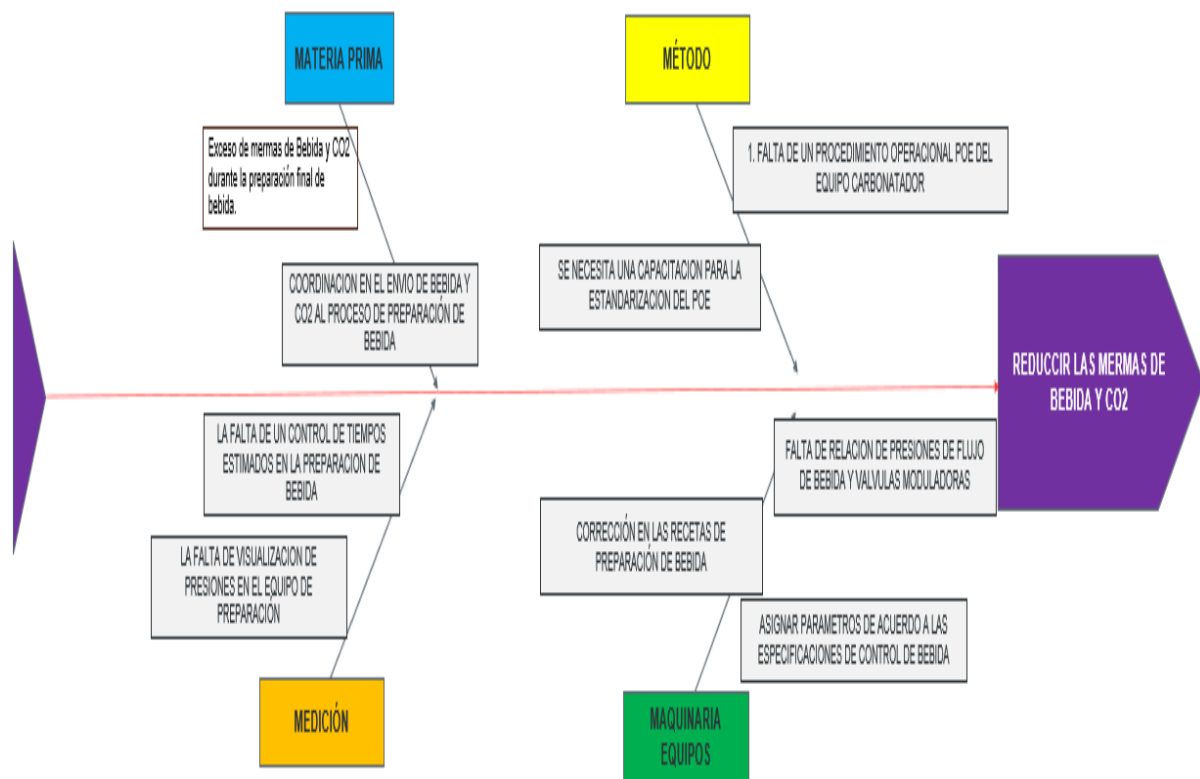 MATERIA PRIMA
MÉTODO
Exceso de mermas de Bebida y CO2
durante la preparación final de
bebida.
1. FALTA DE UN PROCEDIMIENTO OPERACIONAL POE DEL
EQUIPO CARBONATADOR
COORDINACION EN EL ENVIO DE BEBIDA Y
CO2 AL PROCESO DE PREPARACIÓN DE
BEBIDA
SE NECESITA UNA CAPACITACION PARA LA
ESTANDARIZACION DEL POE
REDUCCIR LAS MERMAS DE
BEBIDA Y CO2
LA FALTA DE UN CONTROL DE TIEMPOS
ESTIMADOS EN LA PREPARACION DE
BEBIDA
FALTA DE RELACION DE PRESIONES DE FLUJO
DE BEBIDA Y VALVULAS MODULADORAS
LA FALTA DE VISUALIZACION DE
PRESIONES EN EL EQUIPO DE
PREPARACIÓN
CORRECCIÓN EN LAS RECETAS DE
PREPARACIÓN DE BEBIDA
ASIGNAR PARAMETROS DE ACUERDO A LAS
ESPECIFICACIONES DE CONTROL DE BEBIDA
MEDICIÓN
MAQUINARIA
EQUIPOS